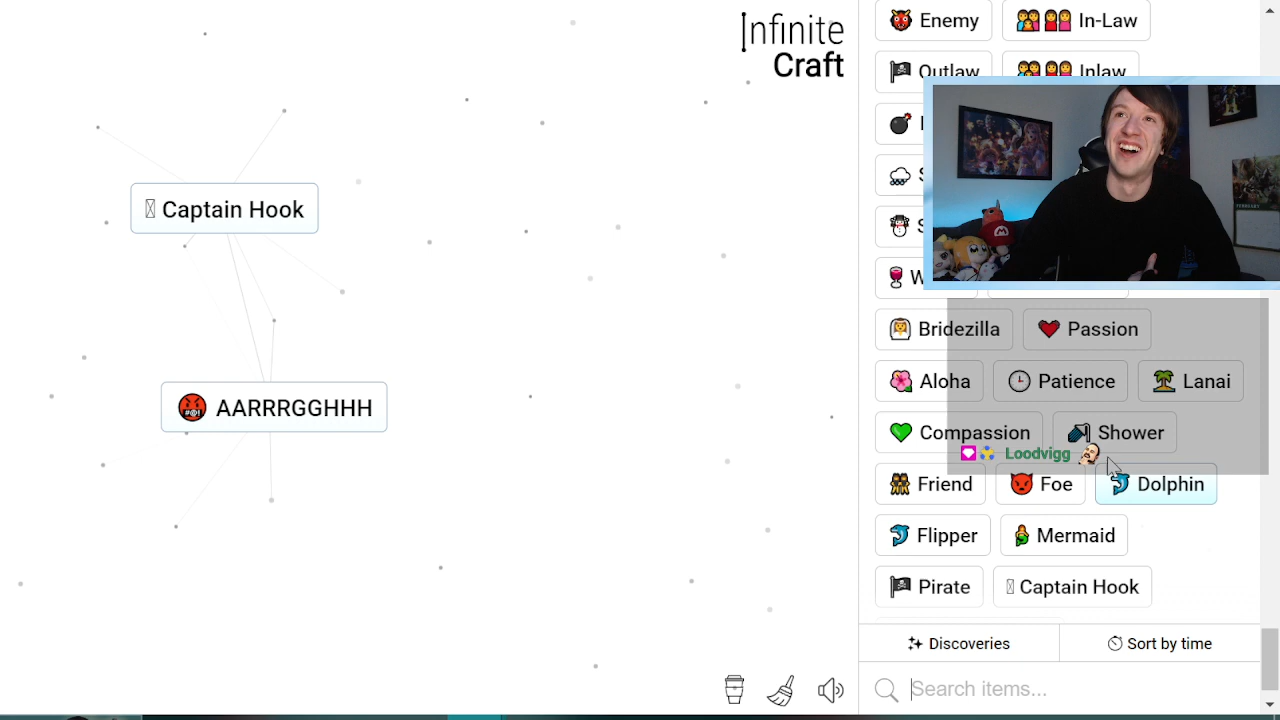 Infinite
Craft
Captain Hook
AARRRGGHHH
Enemy
In-Law
Outlaw
Inlaw
Bridezilla
Passion
Aloha
Patience
Lanai
Compassion
Shower
Loodvigg
Friend
Foe
Dolphin
Flipper
Mermaid
Pirate
Captain Hook
Discoveries
Sort by time
Search items...